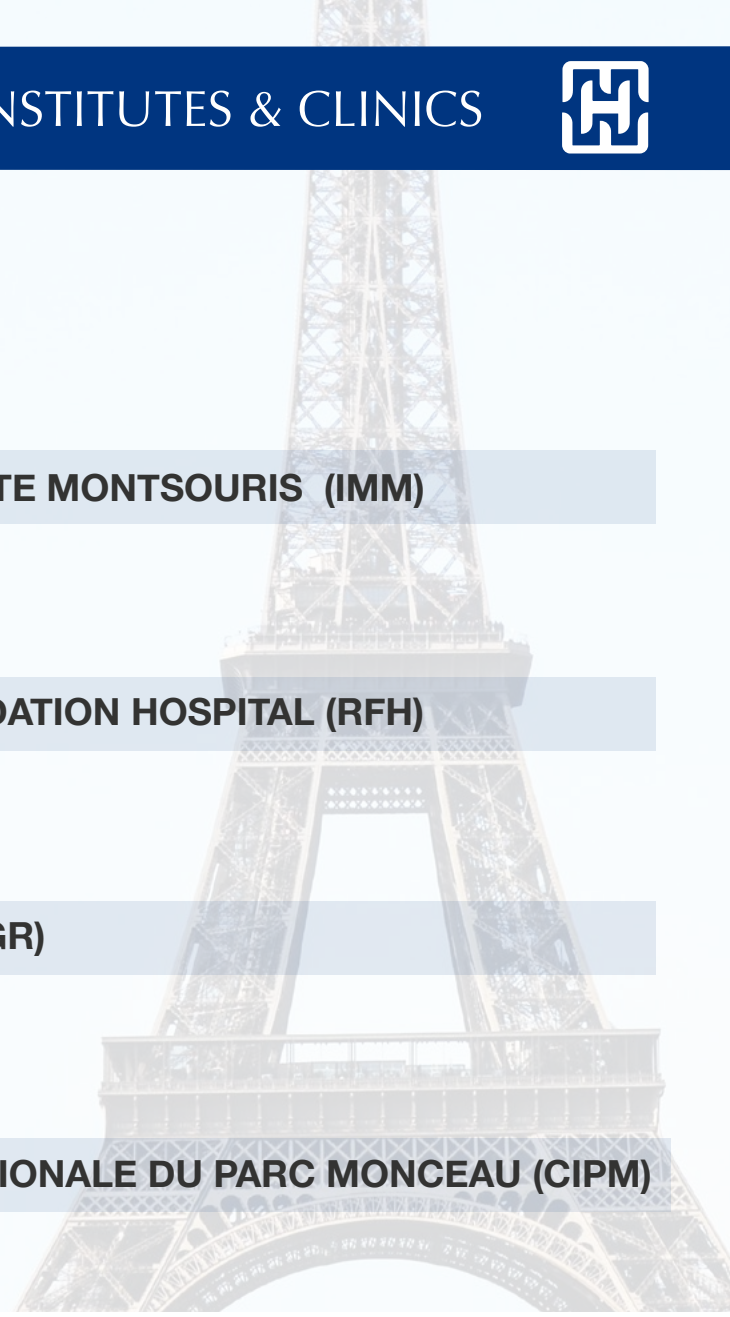 NSTITUTES & CLINICS
TE MONTSOURIS (IMM)
DATION HOSPITAL (RFH)
GR)
IONALE DU PARC MONCEAU (CIPM)